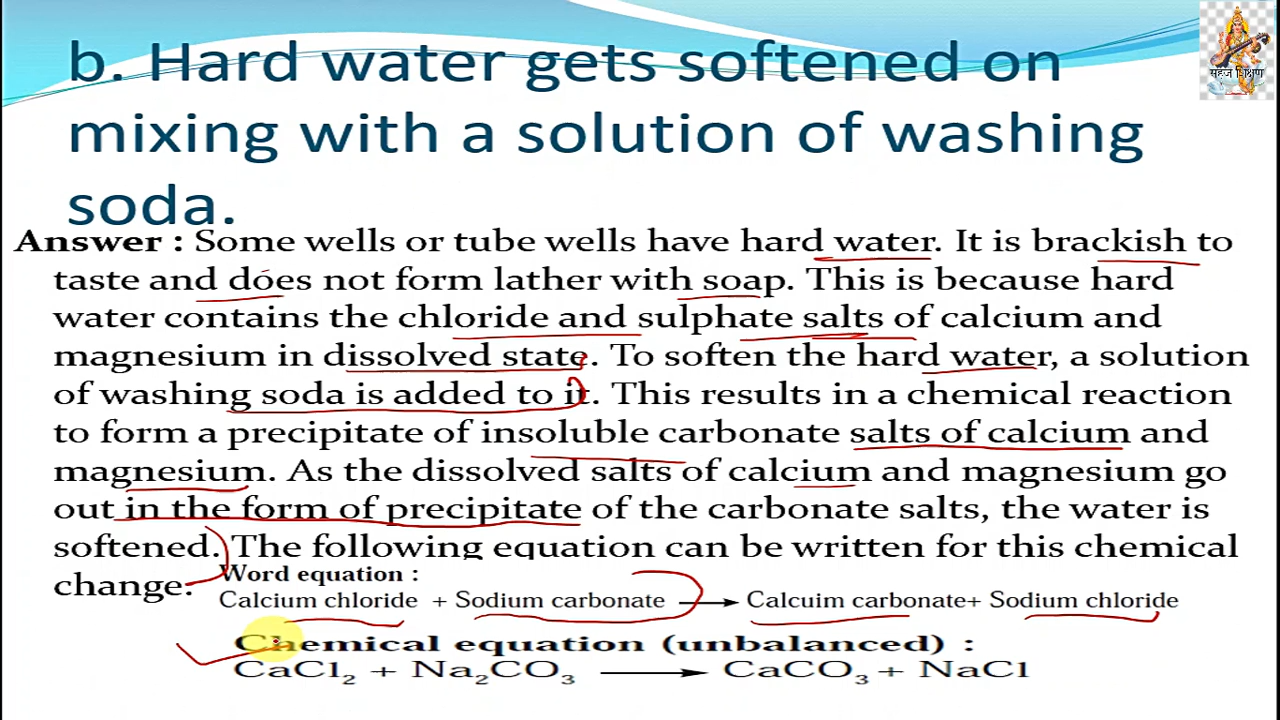 b. Hard water gets softened on
mixing with a solution of washing
soda.
सहज शिक्षण
Answer : Some wells or tube wells have hard water. It is brackish to
taste and does not form lather with soap. This is because hard
water contains the chloride and sulphate salts of calcium and
magnesium in dissolved state. To soften the hard water, a solution
of washing soda is added to it. This results in a chemical reaction
to form a precipitate of insoluble carbonate salts of calcium and
magnesium. As the dissolved salts of calcium and magnesium go
out in the form of precipitate of the carbonate salts, the water is
softened. The following equation can be written for this chemical
change.
Word equation :
Calcium chloride + Sodium carbonate → Calcuim carbonate+ Sodium chloride
Chemical equation (unbalanced) :
CaCl₂ + Na₂CO₃ → CaCO₃ + NaCl